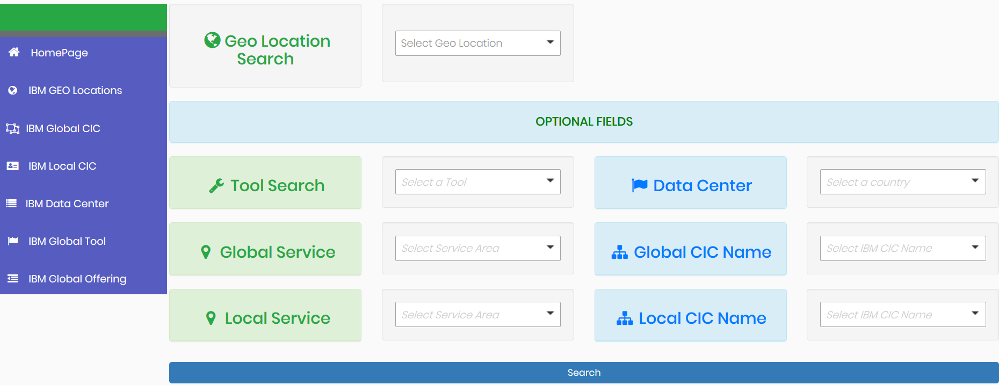 HomePage
IBM GEO Locations
IBM Global CIC
IBM Local CIC
IBM Data Center
IBM Global Tool
IBM Global Offering
Geo Location
Search
Select Geo Location
OPTIONAL FIELDS
Tool Search
Select a Tool
Data Center
Select a country
Global Service
Select Service Area
Global CIC Name
Select IBM CIC Name
Local Service
Select Service Area
Local CIC Name
Select IBM CIC Name
Search